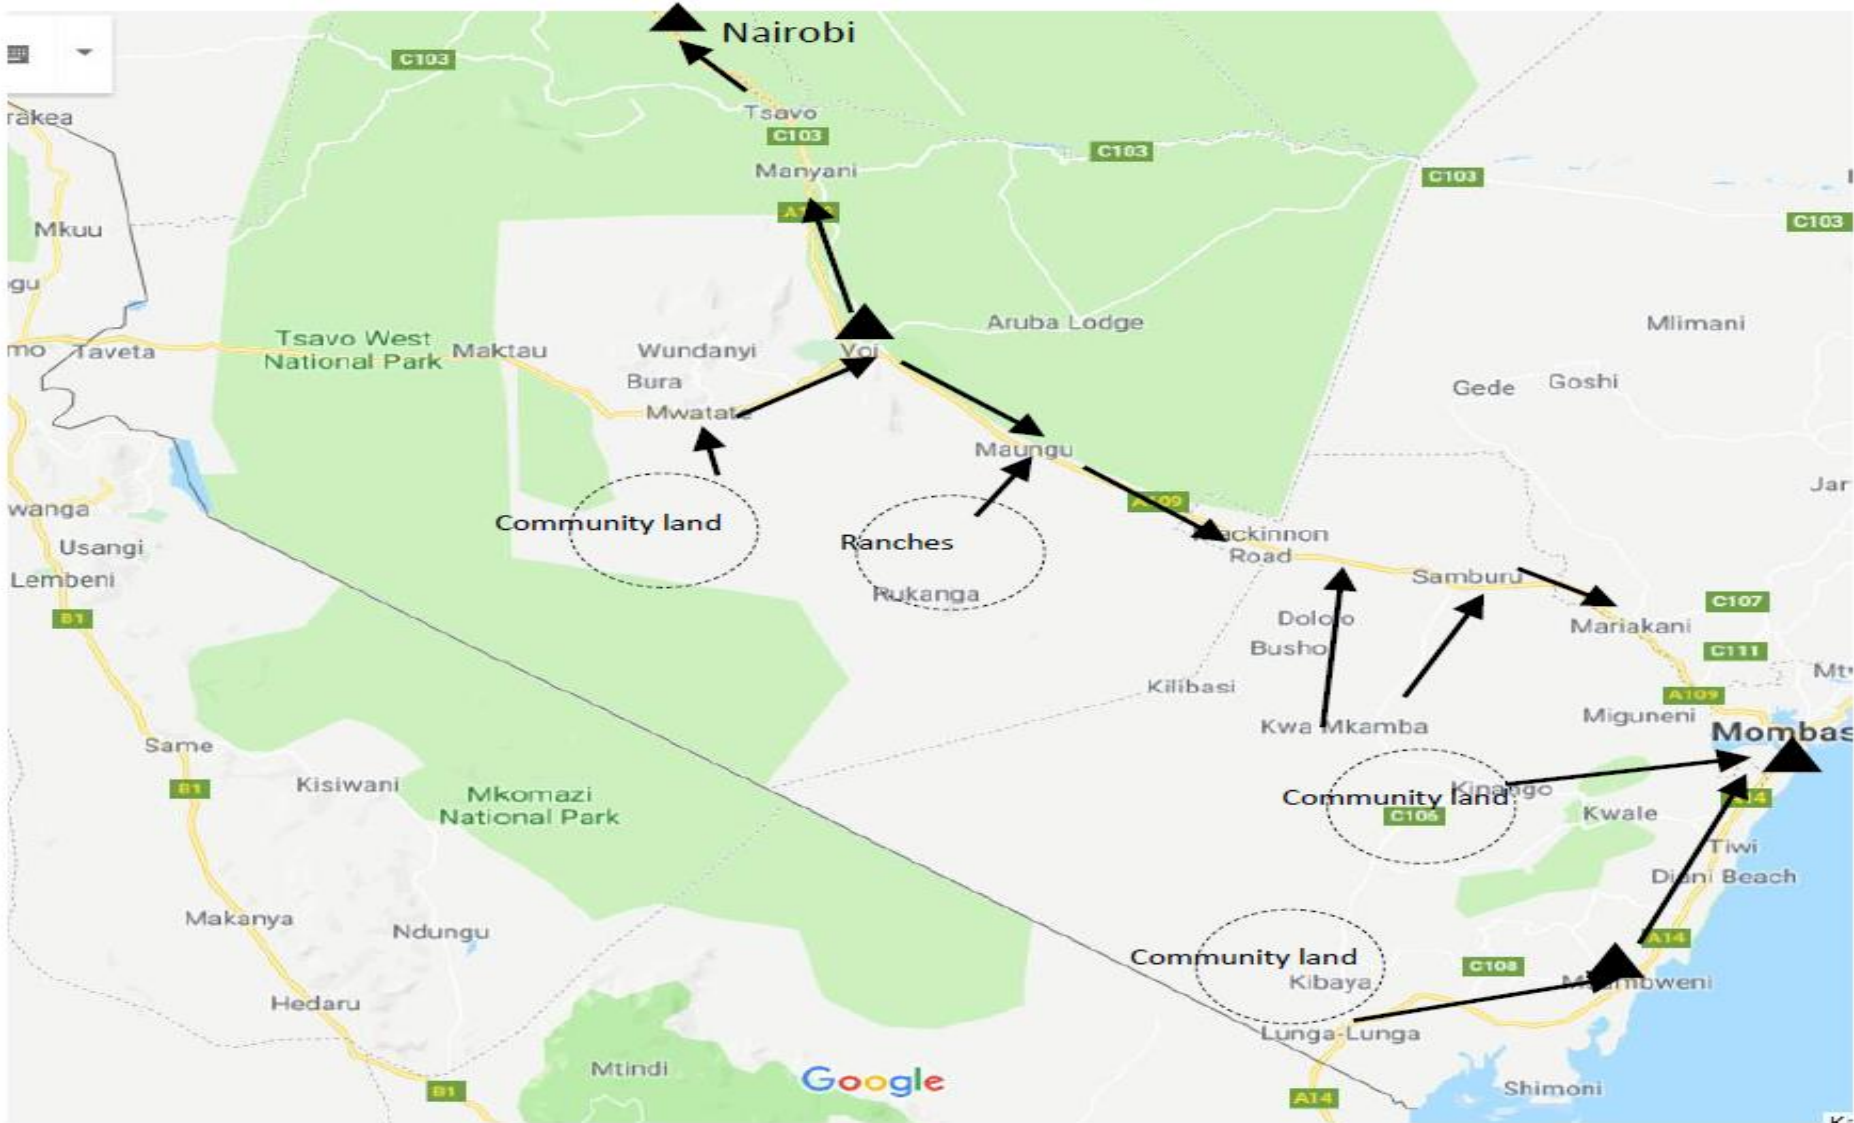 Nairobi
C103
rakea
Tsavo
C103
C103
Manyani
C103
C103
Mkuu
gu
Aruba Lodge
Mlimani
Tsavo West
National Park
mo
Taveta
Maktau
Wundanyi
Voi
Bura
Gede
Goshi
Mwatate
Maungu
Jar
A109
wanga
Community land
Ranches
ackinnon
Road
Usangi
Lembeni
Samburu
Rukanga
C107
B1
Busho
Mariakani
C111
Kilibasi
A109
Miguneni
Kwa Mkamba
Mombas
Same
Kisiwani
B1
Mkomazi
National Park
Kinango
Community land
C106
Kwale
Tiwi
Diani Beach
Makanya
Ndungu
A14
Community land
C108
Kibaya
Hedaru
Lunga-Lunga
Mtindi
Google
B1
A14
Shimoni